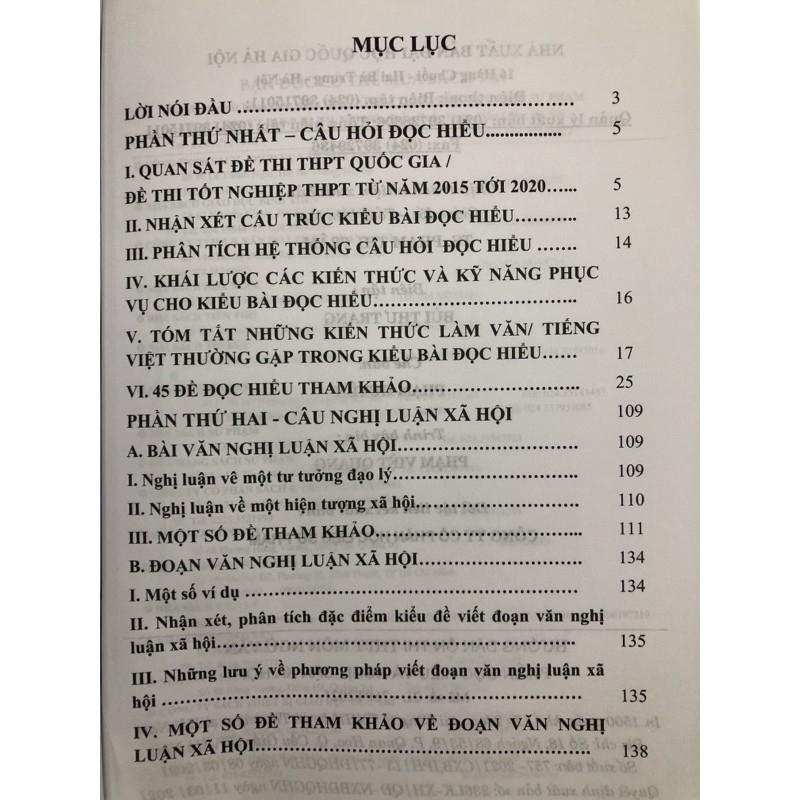 MỤC LỤC
LỜI NÓI ĐẦU ……………………………………………… 3
PHẦN THỨ NHẤT – CÂU HỎI ĐỌC HIỂU................. 5
I. QUAN SÁT ĐỀ THI THPT QUỐC GIA /
ĐỀ THI TỐT NGHIỆP THPT TỪ NĂM 2015 TỚI 2020…... 5
II. NHẬN XÉT CẤU TRÚC KIỂU BÀI ĐỌC HIỂU……….. 13
III. PHÂN TÍCH HỆ THỐNG CÂU HỎI ĐỌC HIỂU ……. 14
IV. KHÁI LƯỢC CÁC KIẾN THỨC VÀ KỸ NĂNG PHỤC
VỤ CHO KIỂU BÀI ĐỌC HIỂU…………………….. 16
V. TÓM TẮT NHỮNG KIẾN THỨC LÀM VĂN/ TIẾNG
VIỆT THƯỜNG GẶP TRONG KIỂU BÀI ĐỌC HIỂU…… 17
VI. 45 ĐỀ ĐỌC HIỂU THAM KHẢO……………….. 25
PHẦN THỨ HAI - CÂU NGHỊ LUẬN XÃ HỘI 109
A. BÀI VĂN NGHỊ LUẬN XÃ HỘI…………………. 109
I. Nghị luận vê một tư tưởng đạo lý…………………. 109
II. Nghị luận về một hiện tượng xã hội……………….. 110
III. MỘT SỐ ĐỀ THAM KHẢO……………………... 111
B. ĐOẠN VĂN NGHỊ LUẬN XÃ HỘI………………. 134
I. Một số ví dụ …………………………………… 134
II. Nhận xét, phân tích đặc điểm kiểu đề viết đoạn văn nghị
luận xã hội…………………………………….. 135
III. Những lưu ý về phương pháp viết đoạn văn nghị luận xã
hội …………………………………………… 135
IV. MỘT SỐ ĐỀ THAM KHẢO VỀ ĐOẠN VĂN NGHỊ
LUẬN XÃ HỘI…………………………………. 138